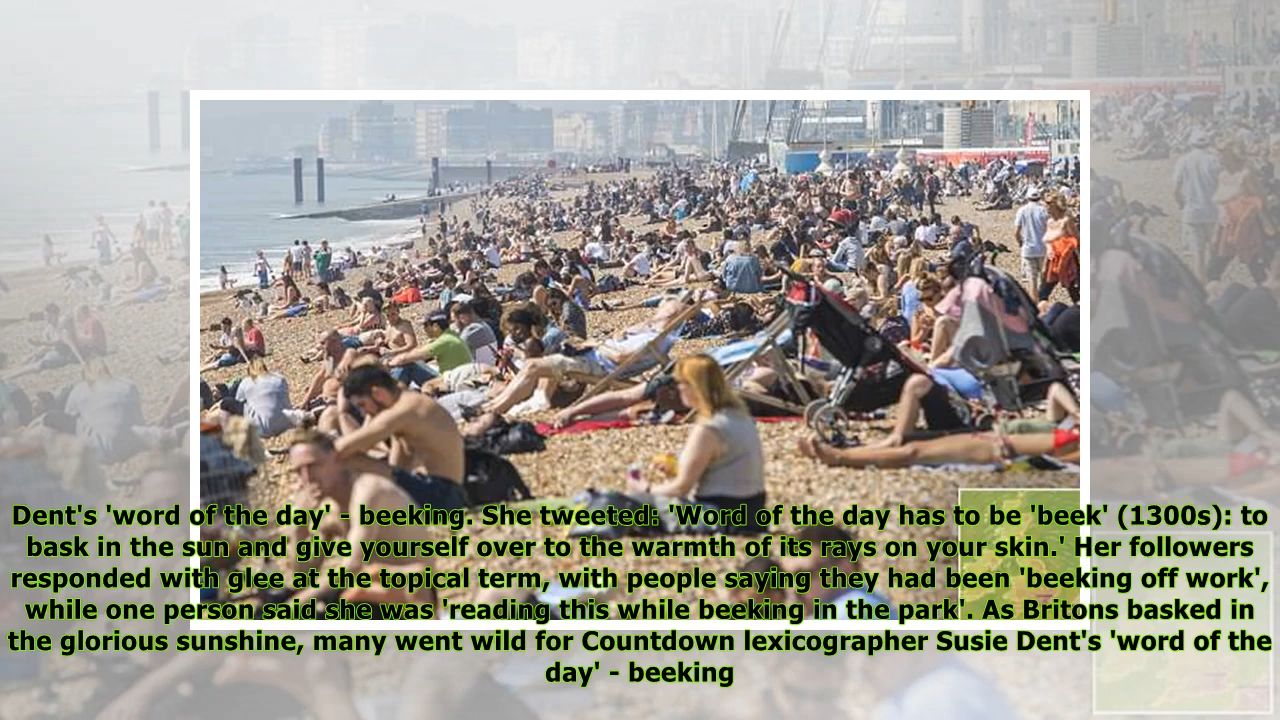 Dent's 'word of the day' - beeking. She tweeted: 'Word of the day has to be 'beek' (1300s): to
bask in the sun and give yourself over to the warmth of its rays on your skin.' Her followers
responded with glee at the topical term, with people saying they had been 'beeking off work',
while one person said she was 'reading this while beeking in the park'. As Britons basked in
the glorious sunshine, many went wild for Countdown lexicographer Susie Dent's 'word of the
day' - beeking